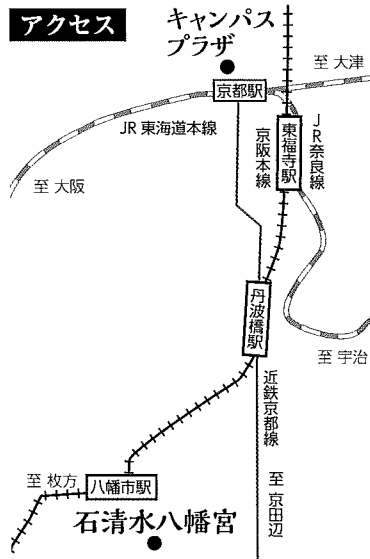 アクセス
キャンパス
プラザ
至 大津
京都駅
JR 東海道本線
京阪本線
東福寺駅
JR奈良線
至 大阪
丹波橋駅
至 宇治
近鉄京都線
至 京田辺
至 枚方
八幡市駅
石清水八幡宮